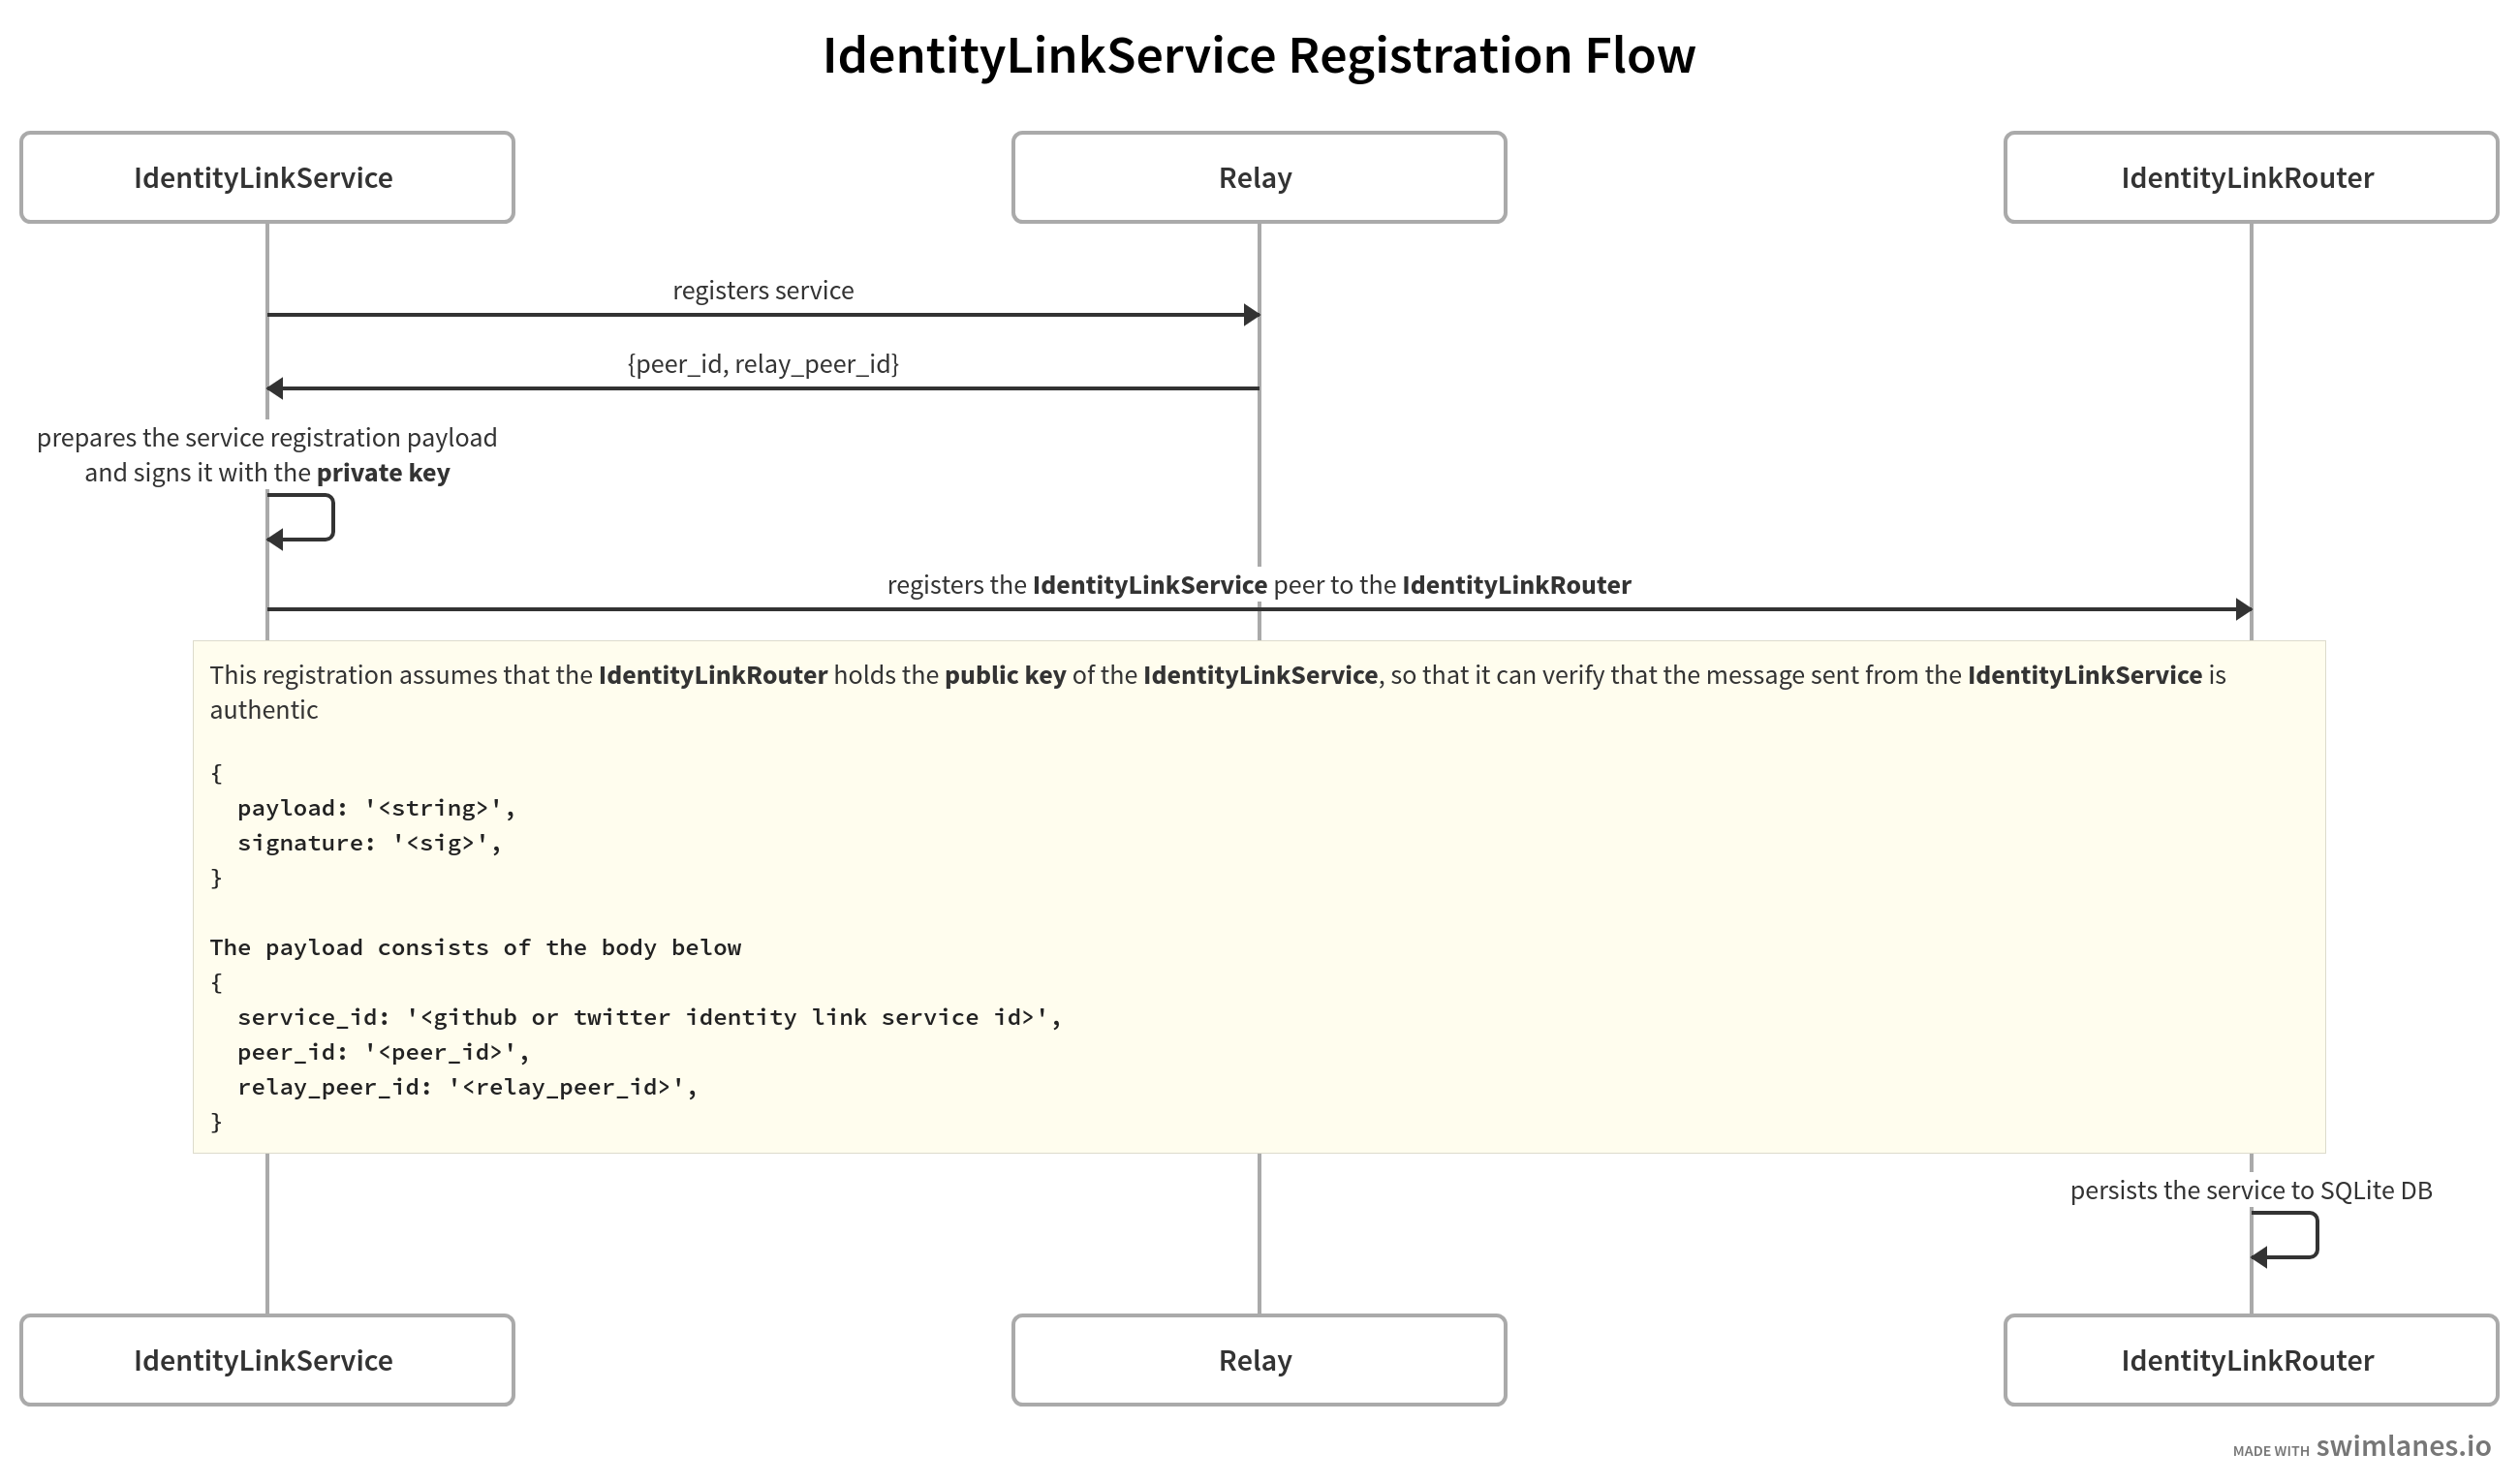 IdentityLinkService Registration Flow
IdentityLinkService
Relay
IdentityLinkRouter
registers service
{peer_id, relay_peer_id}
prepares the service registration payload
and signs it with the private key
registers the IdentityLinkService peer to the IdentityLinkRouter
This registration assumes that the IdentityLinkRouter holds the public key of the IdentityLinkService, so that it can verify that the message sent from the IdentityLinkService is
authentic
{
  payload: '<string>',
  signature: '<sig>',
}
The payload consists of the body below
{
  service_id: '<github or twitter identity link service id>',
  peer_id: '<peer_id>',
  relay_peer_id: '<relay_peer_id>',
}
persists the service to SQLite DB
IdentityLinkService
Relay
IdentityLinkRouter
MADE WITH swimlanes.io